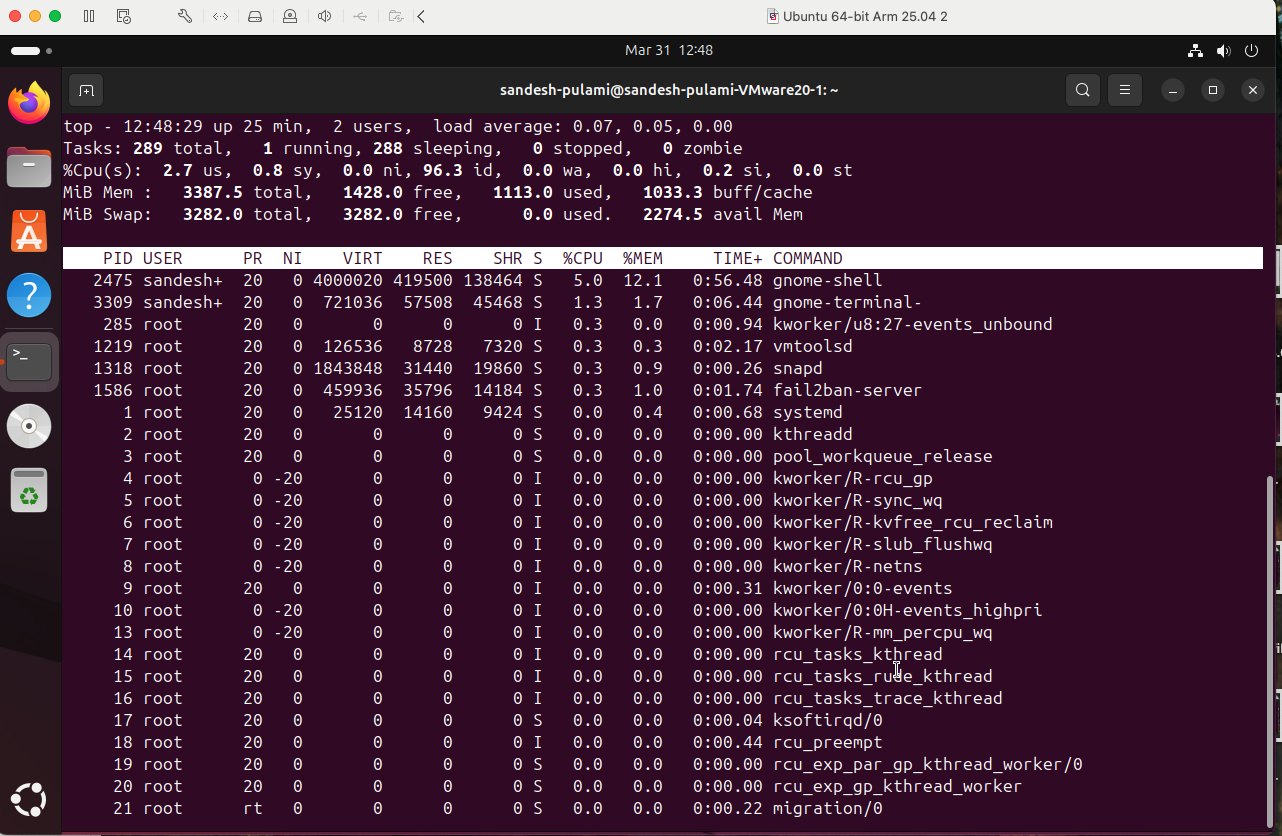 Ubuntu 64-bit Arm 25.04 2
Mar 31  12:48
sandesh-pulami@sandesh-pulami-VMware20-1: ~
top - 12:48:29 up 25 min,  2 users,  load average: 0.07, 0.05, 0.00
Tasks: 289 total,   1 running, 288 sleeping,   0 stopped,   0 zombie
%Cpu(s):  2.7 us,  0.8 sy,  0.0 ni, 96.3 id,  0.0 wa,  0.0 hi,  0.2 si,  0.0 st
MiB Mem :   3387.5 total,   1428.0 free,   1113.0 used,   1033.3 buff/cache
MiB Swap:   3282.0 total,   3282.0 free,      0.0 used.   2274.5 avail Mem
PID USER      PR  NI    VIRT    RES    SHR S  %CPU  %MEM     TIME+ COMMAND
2475 sandesh+  20   0 4000020 419500 138464 S   5.0  12.1   0:56.48 gnome-shell
3309 sandesh+  20   0  721036  57508  45468 S   1.3   1.7   0:06.44 gnome-terminal-
285 root      20   0       0      0      0 I   0.3   0.0   0:00.94 kworker/u8:27-events_unbound
1219 root      20   0  126536   8728   7320 S   0.3   0.3   0:02.17 vmtoolsd
1318 root      20   0 1843848  31440  19860 S   0.3   0.9   0:00.26 snapd
1586 root      20   0  459936  35796  14184 S   0.3   1.0   0:01.74 fail2ban-server
1 root      20   0   25120  14160   9424 S   0.0   0.4   0:00.68 systemd
2 root      20   0       0      0      0 S   0.0   0.0   0:00.00 kthreadd
3 root      20   0       0      0      0 S   0.0   0.0   0:00.00 pool_workqueue_release
4 root       0 -20       0      0      0 I   0.0   0.0   0:00.00 kworker/R-rcu_gp
5 root       0 -20       0      0      0 I   0.0   0.0   0:00.00 kworker/R-sync_wq
6 root       0 -20       0      0      0 I   0.0   0.0   0:00.00 kworker/R-kvfree_rcu_reclaim
7 root       0 -20       0      0      0 I   0.0   0.0   0:00.00 kworker/R-slub_flushwq
8 root       0 -20       0      0      0 I   0.0   0.0   0:00.00 kworker/R-netns
9 root      20   0       0      0      0 I   0.0   0.0   0:00.31 kworker/0:0-events
10 root       0 -20       0      0      0 I   0.0   0.0   0:00.00 kworker/0:0H-events_highpri
13 root       0 -20       0      0      0 I   0.0   0.0   0:00.00 kworker/R-mm_percpu_wq
14 root      20   0       0      0      0 I   0.0   0.0   0:00.00 rcu_tasks_kthread
15 root      20   0       0      0      0 I   0.0   0.0   0:00.00 rcu_tasks_rude_kthread
16 root      20   0       0      0      0 I   0.0   0.0   0:00.00 rcu_tasks_trace_kthread
17 root      20   0       0      0      0 S   0.0   0.0   0:00.04 ksoftirqd/0
18 root      20   0       0      0      0 I   0.0   0.0   0:00.44 rcu_preempt
19 root      20   0       0      0      0 S   0.0   0.0   0:00.00 rcu_exp_par_gp_kthread_worker/0
20 root      20   0       0      0      0 S   0.0   0.0   0:00.00 rcu_exp_gp_kthread_worker
21 root      rt   0       0      0      0 S   0.0   0.0   0:00.22 migration/0